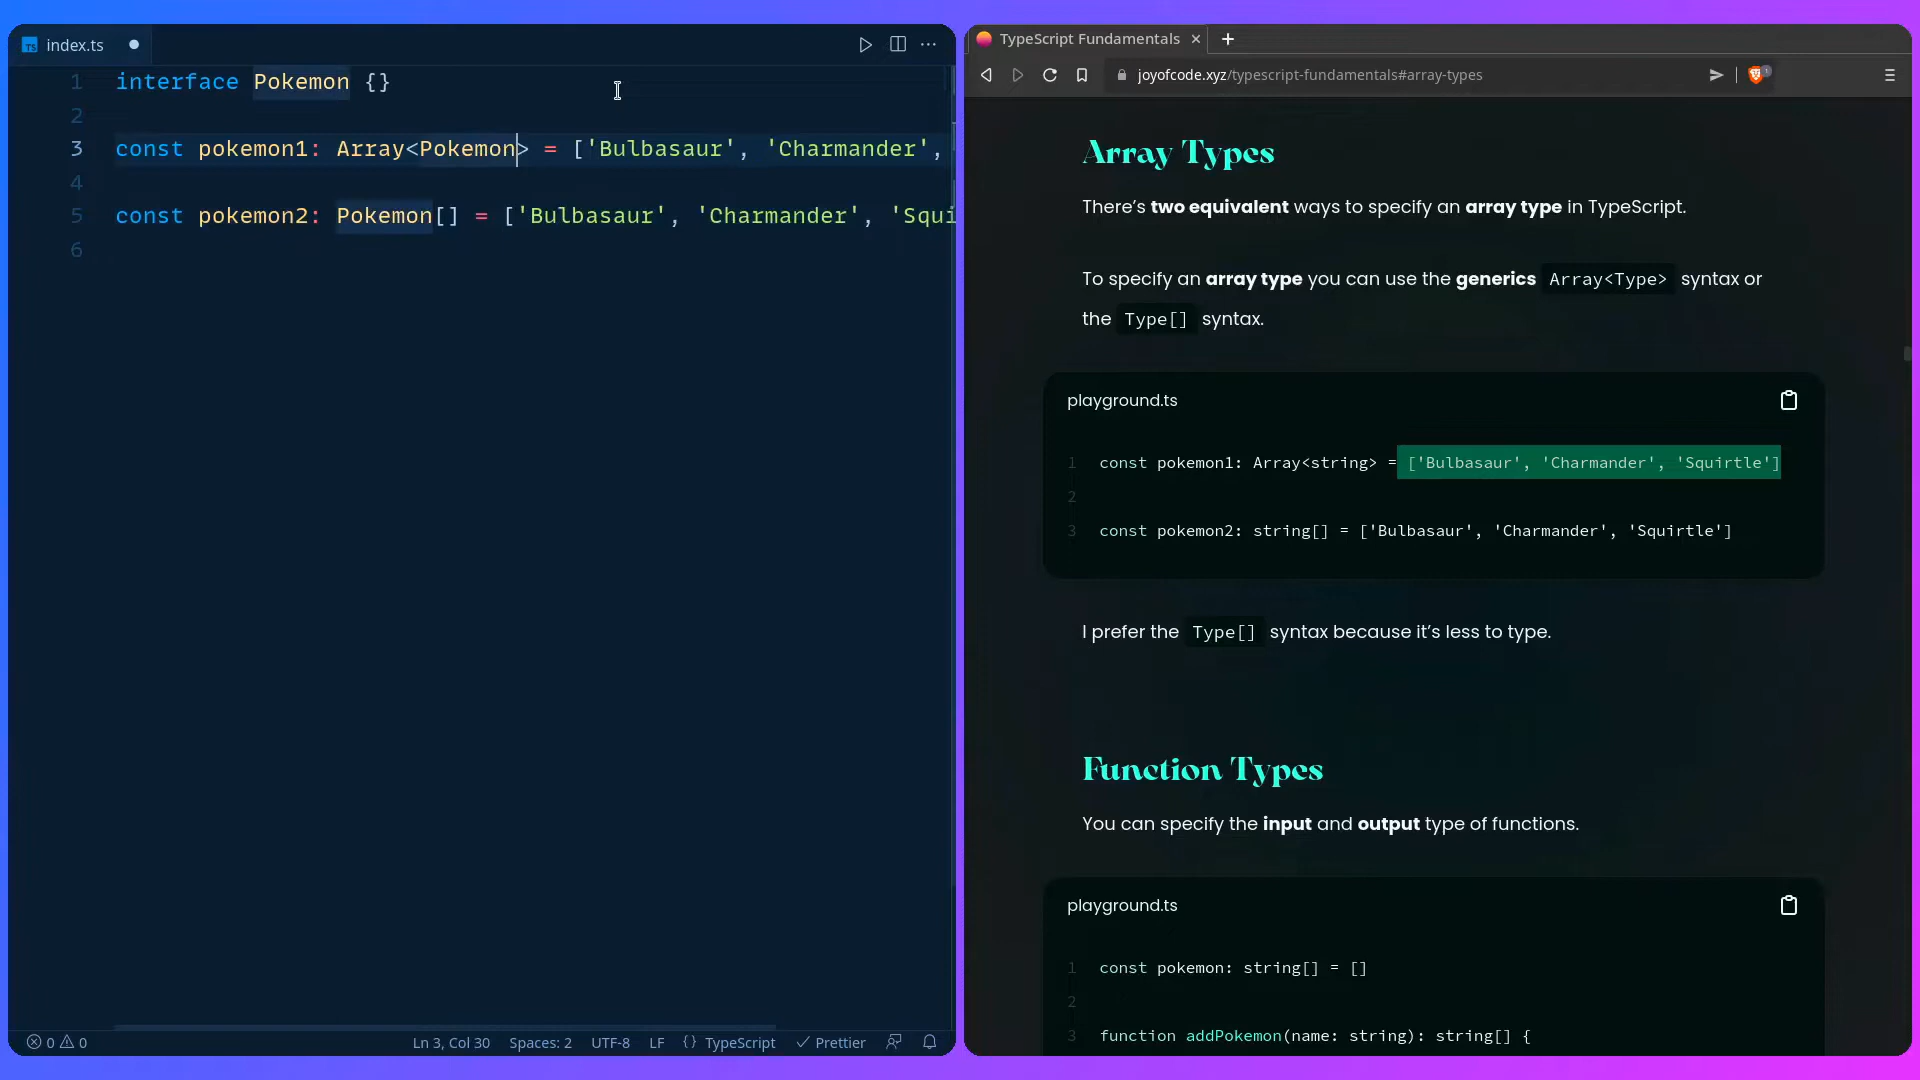 index.ts
1 interface Pokemon {}
2
3 const pokemon1: Array<Pokemon> = ['Bulbasaur', 'Charmander',
4
5 const pokemon2: Pokemon[] = ['Bulbasaur', 'Charmander', 'Squi
6
0 0
Ln 3, Col 30 Spaces: 2 UTF-8 LF {} TypeScript Prettier
TypeScript Fundamentals
joyofcode.xyz/typescript-fundamentals#array-types
Array Types
There's two equivalent ways to specify an array type in TypeScript.
To specify an array type you can use the generics Array<Type> syntax or
the Type[] syntax.
playground.ts
1 const pokemon1: Array<string> = ['Bulbasaur', 'Charmander', 'Squirtle']
2
3 const pokemon2: string[] = ['Bulbasaur', 'Charmander', 'Squirtle']
I prefer the Type[] syntax because it's less to type.
Function Types
You can specify the input and output type of functions.
playground.ts
1 const pokemon: string[] = []
2
3 function addPokemon(name: string): string[] {